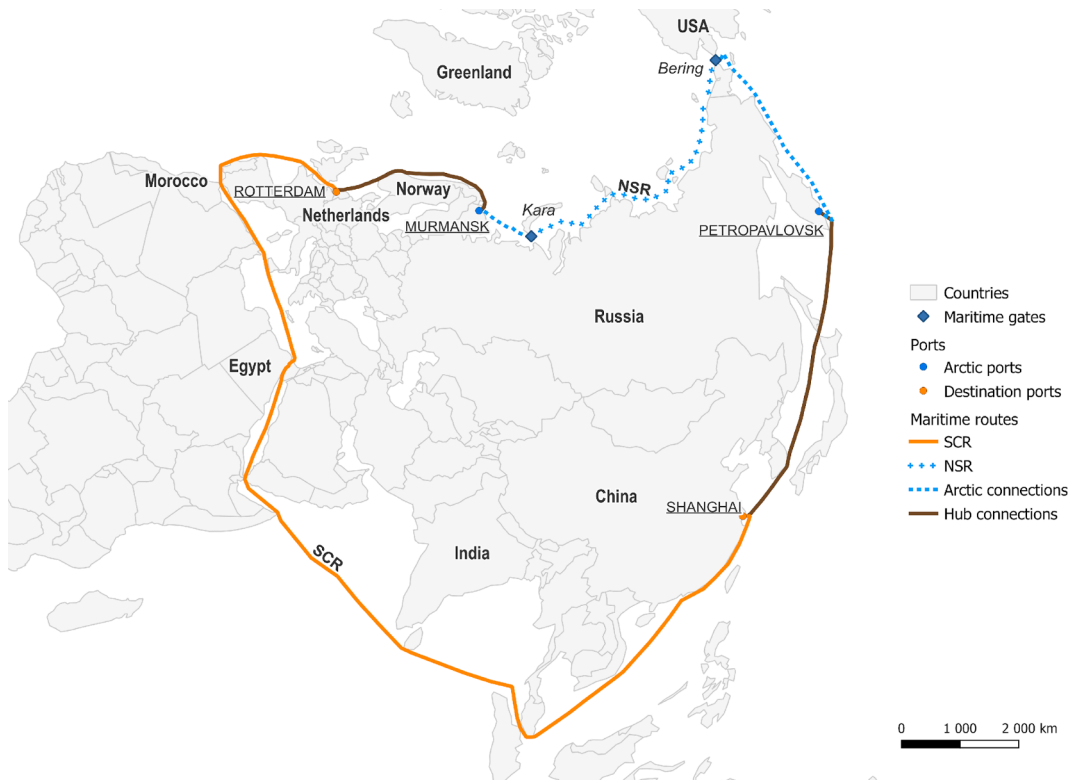 USA
Bering
Greenland
Morocco
ROTTERDAM
Norway
NSR
Netherlands
Kara
MURMANSK
PETROPAVLOVSK
Russia
Egypt
China
SHANGHAI
SCR
India
Countries
Maritime gates
Ports
Arctic ports
Destination ports
Maritime routes
SCR
NSR
Arctic connections
Hub connections
0 1 000 2 000 km